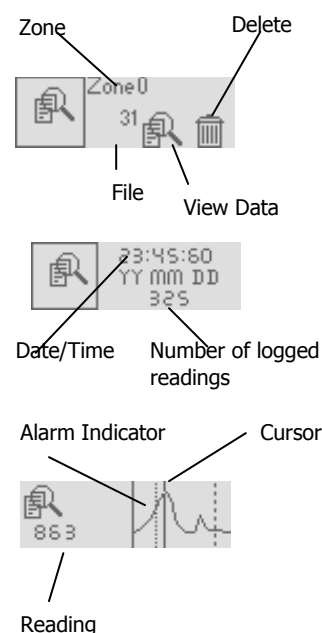 Zone
Delete
Zone0
31
File
View Data
23:45:60
YY MM DD
325
Date/Time
Number of logged
readings
Alarm Indicator
Cursor
863
Reading